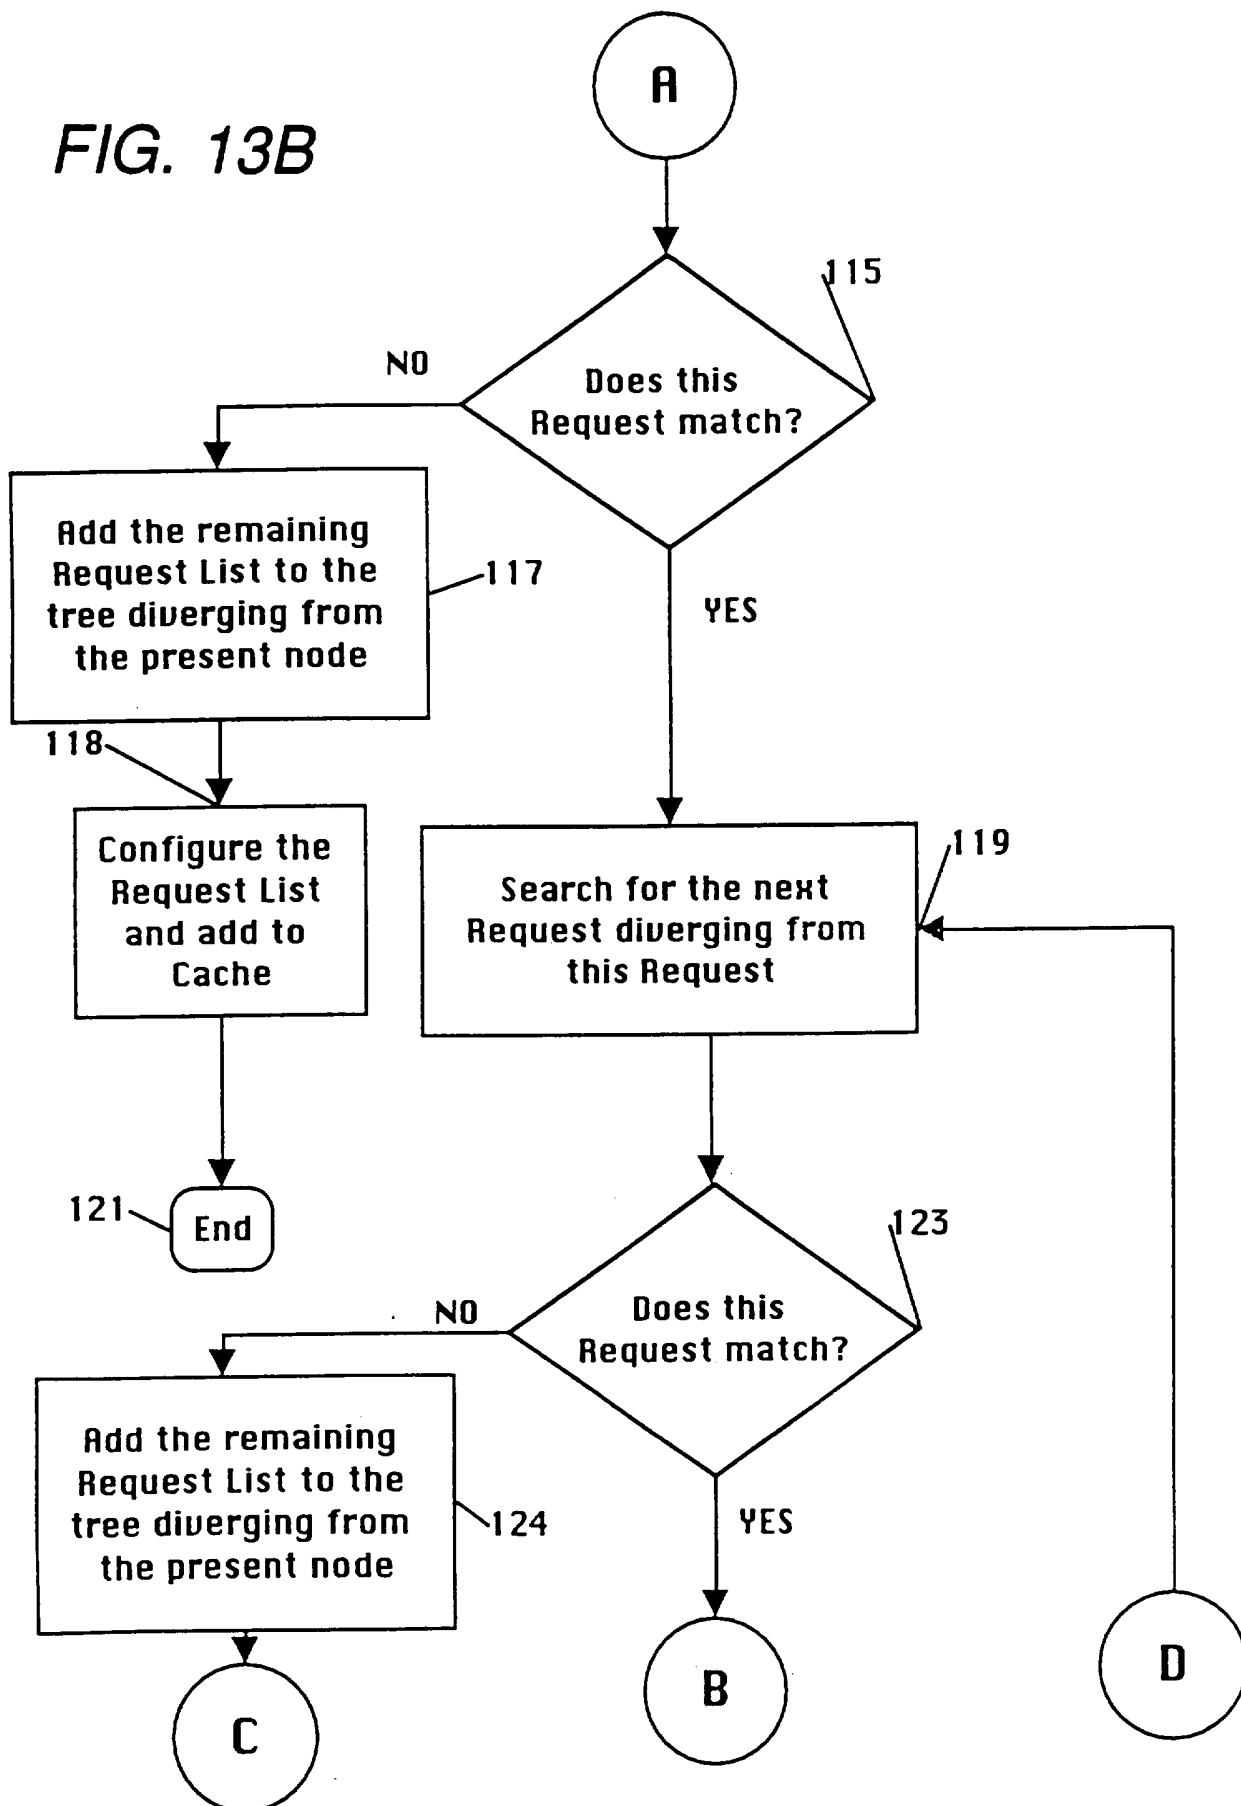 A
FIG. 13B
115
NO
Does this
Request match?
Add the remaining
Request List to the
tree diverging from
the present node
117
YES
118
Configure the
Request List
and add to
Cache
Search for the next
Request diverging from
this Request
119
121
End
123
NO
Does this
Request match?
Add the remaining
Request List to the
tree diverging from
the present node
124
YES
B
D
C